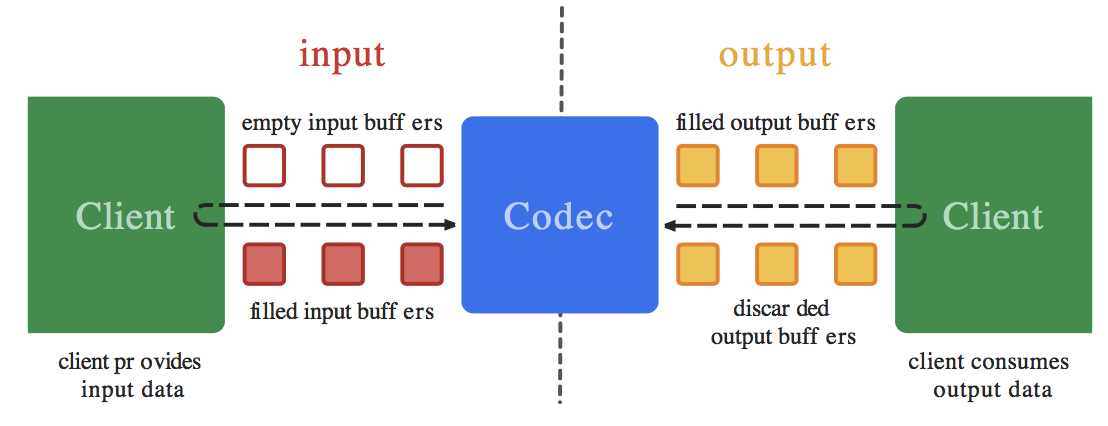 input
output
empty input buff ers
filled output buff ers
Client
Codec
Client
filled input buff ers
discar ded
output buff ers
client pr ovides
input data
client consumes
output data